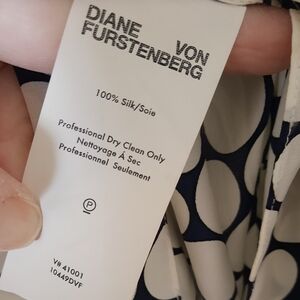 DIANE VON
FURSTENBERG
100% Silk/Soie
Professional Dry Clean Only
Nettoyage À Sec
Professionnel Seulement
P
V# 41001
10449DVF